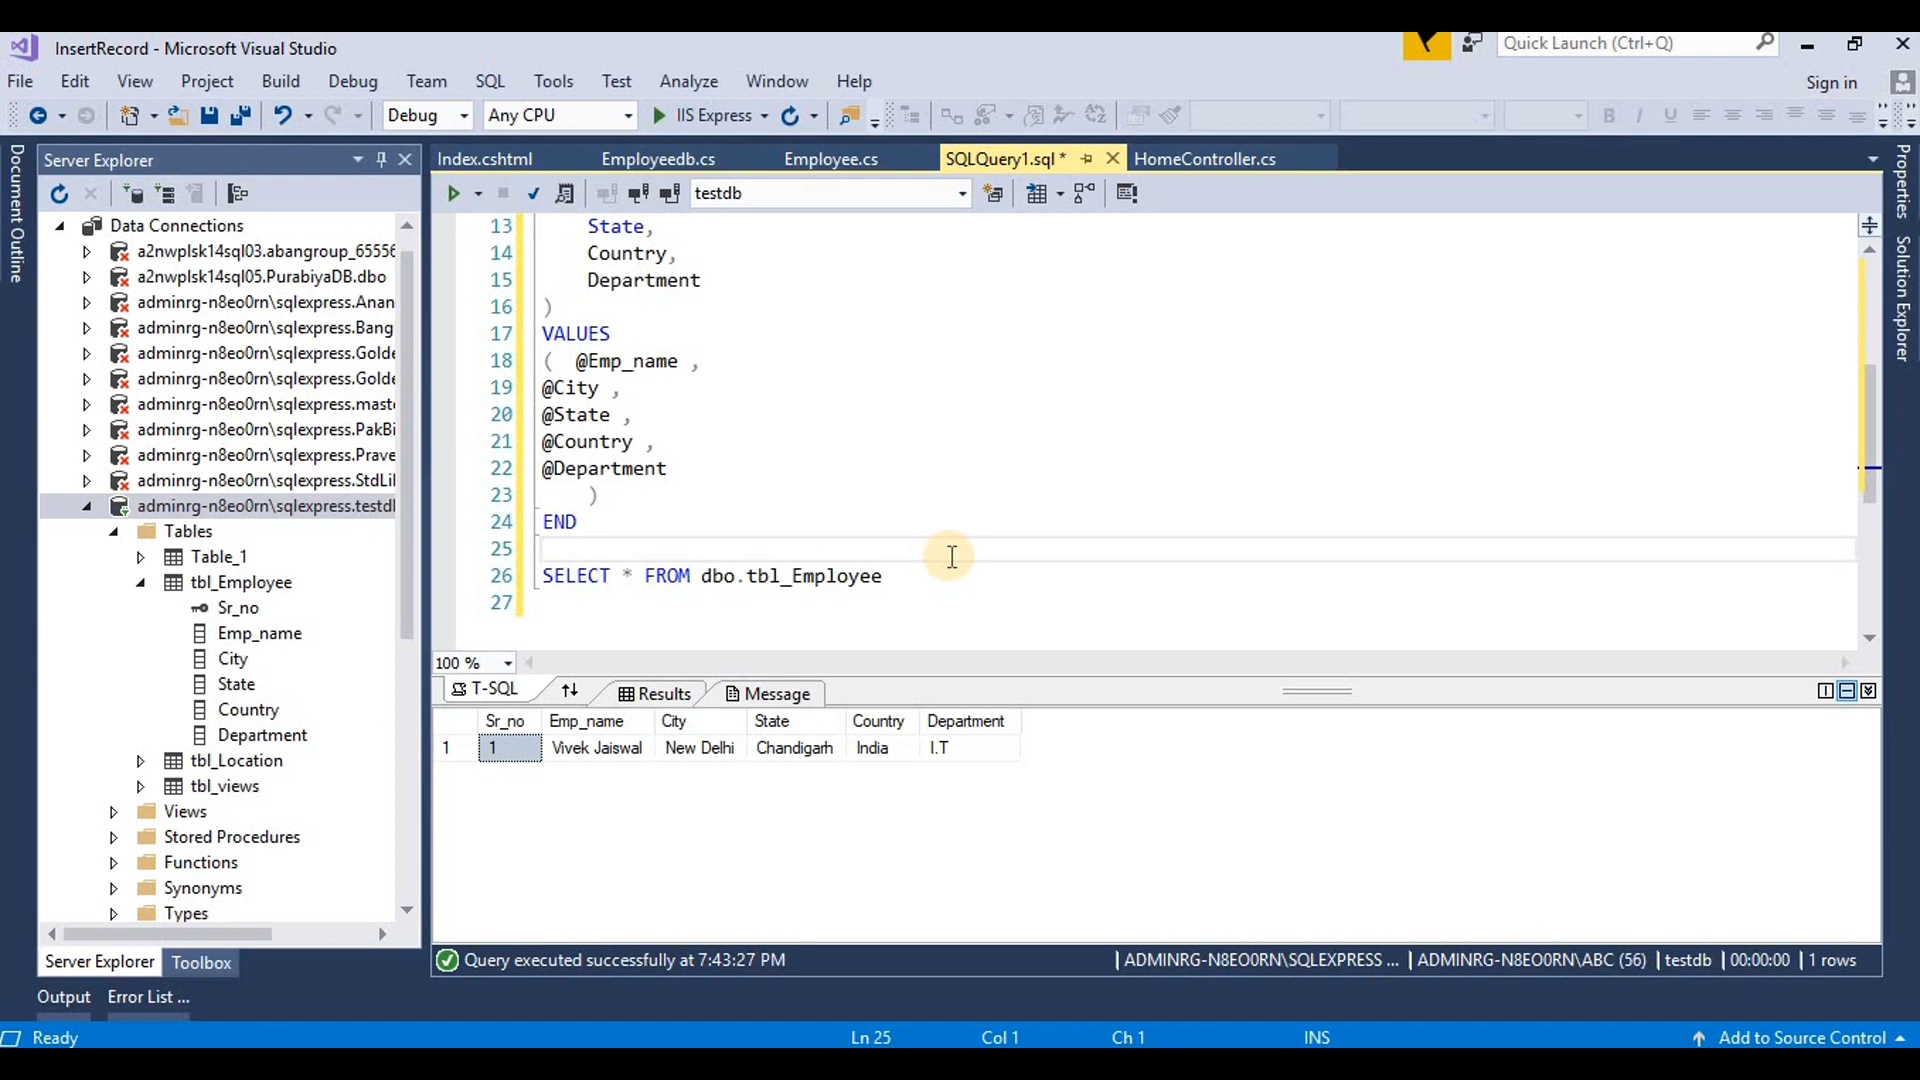 InsertRecord - Microsoft Visual Studio
Quick Launch (Ctrl+Q)
File Edit View Project Build Debug Team SQL Tools Test Analyze Window Help
Sign in
Debug Any CPU IIS Express
Document Outline
Server Explorer
Index.cshtml Employeedb.cs Employee.cs SQLQuery1.sql * HomeController.cs
Properties
Solution Explorer
testdb
Data Connections
a2nwplsk14sql03.abangroup_65556
a2nwplsk14sql05.PurabiyaDB.dbo
adminrg-n8eo0rn\sqlexpress.Anan
adminrg-n8eo0rn\sqlexpress.Bang
adminrg-n8eo0rn\sqlexpress.Golde
adminrg-n8eo0rn\sqlexpress.Golde
adminrg-n8eo0rn\sqlexpress.mast
adminrg-n8eo0rn\sqlexpress.PakBi
adminrg-n8eo0rn\sqlexpress.Prave
adminrg-n8eo0rn\sqlexpress.StdLi
adminrg-n8eo0rn\sqlexpress.testd
Tables
Table_1
tbl_Employee
Sr_no
Emp_name
City
State
Country
Department
tbl_Location
tbl_views
Views
Stored Procedures
Functions
Synonyms
Types
Server Explorer Toolbox
13 State,
14 Country,
15 Department
16 )
17 VALUES
18 ( @Emp_name ,
19 @City ,
20 @State ,
21 @Country ,
22 @Department
23 )
24 END
25
26 SELECT * FROM dbo.tbl_Employee
27
100 %
T-SQL Results Message
Sr_no Emp_name City State Country Department
1 1 Vivek Jaiswal New Delhi Chandigarh India I.T
Query executed successfully at 7:43:27 PM | ADMINRG-N8EO0RN\SQLEXPRESS ... | ADMINRG-N8EO0RN\ABC (56) | testdb | 00:00:00 | 1 rows
Output Error List ...
Ready Ln 25 Col 1 Ch 1 INS Add to Source Control